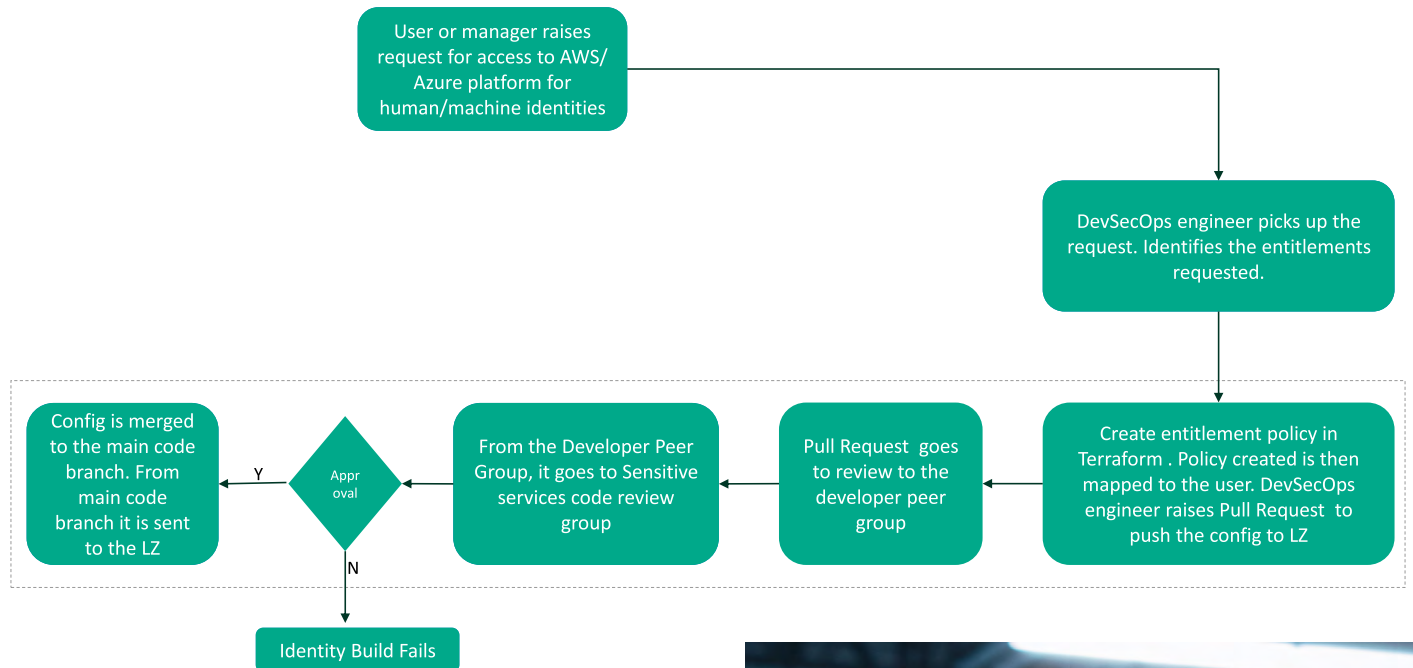 User or manager raises
request for access to AWS/
Azure platform for
human/machine identities
DevSecOps engineer picks up the
request. Identifies the entitlements
requested.
Create entitlement policy in
Terraform . Policy created is then
mapped to the user. DevSecOps
engineer raises Pull Request to
push the config to LZ
Pull Request goes
to review to the
developer peer
group
From the Developer Peer
Group, it goes to Sensitive
services code review
group
Appr
oval
Y
Config is merged
to the main code
branch. From
main code
branch it is sent
to the LZ
N
Identity Build Fails